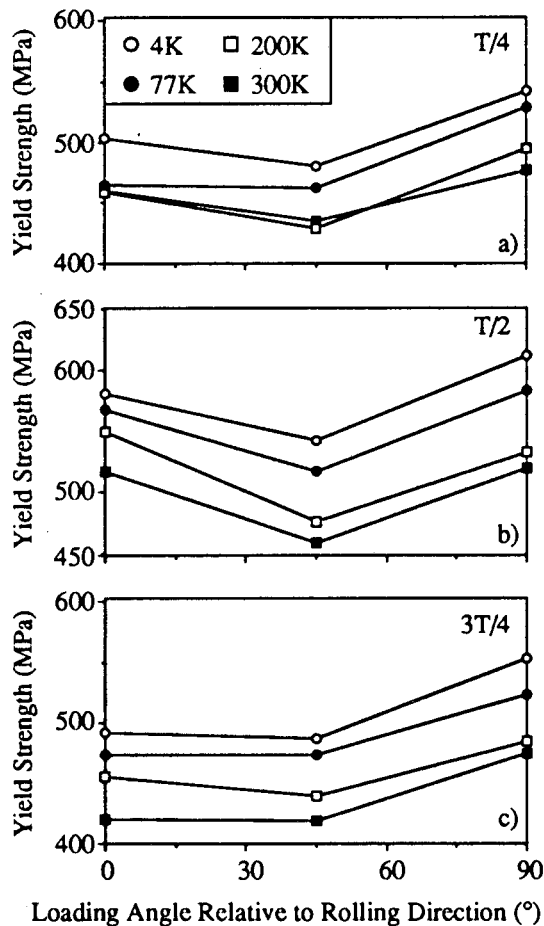 600
4K 200K
77K 300K
T/4
500
400
Yield Strength (MPa)
a)
650
600
500
450
T/2
Yield Strength (MPa)
b)
600
500
400
3T/4
Yield Strength (MPa)
c)
0 30 60 90
Loading Angle Relative to Rolling Direction (°)